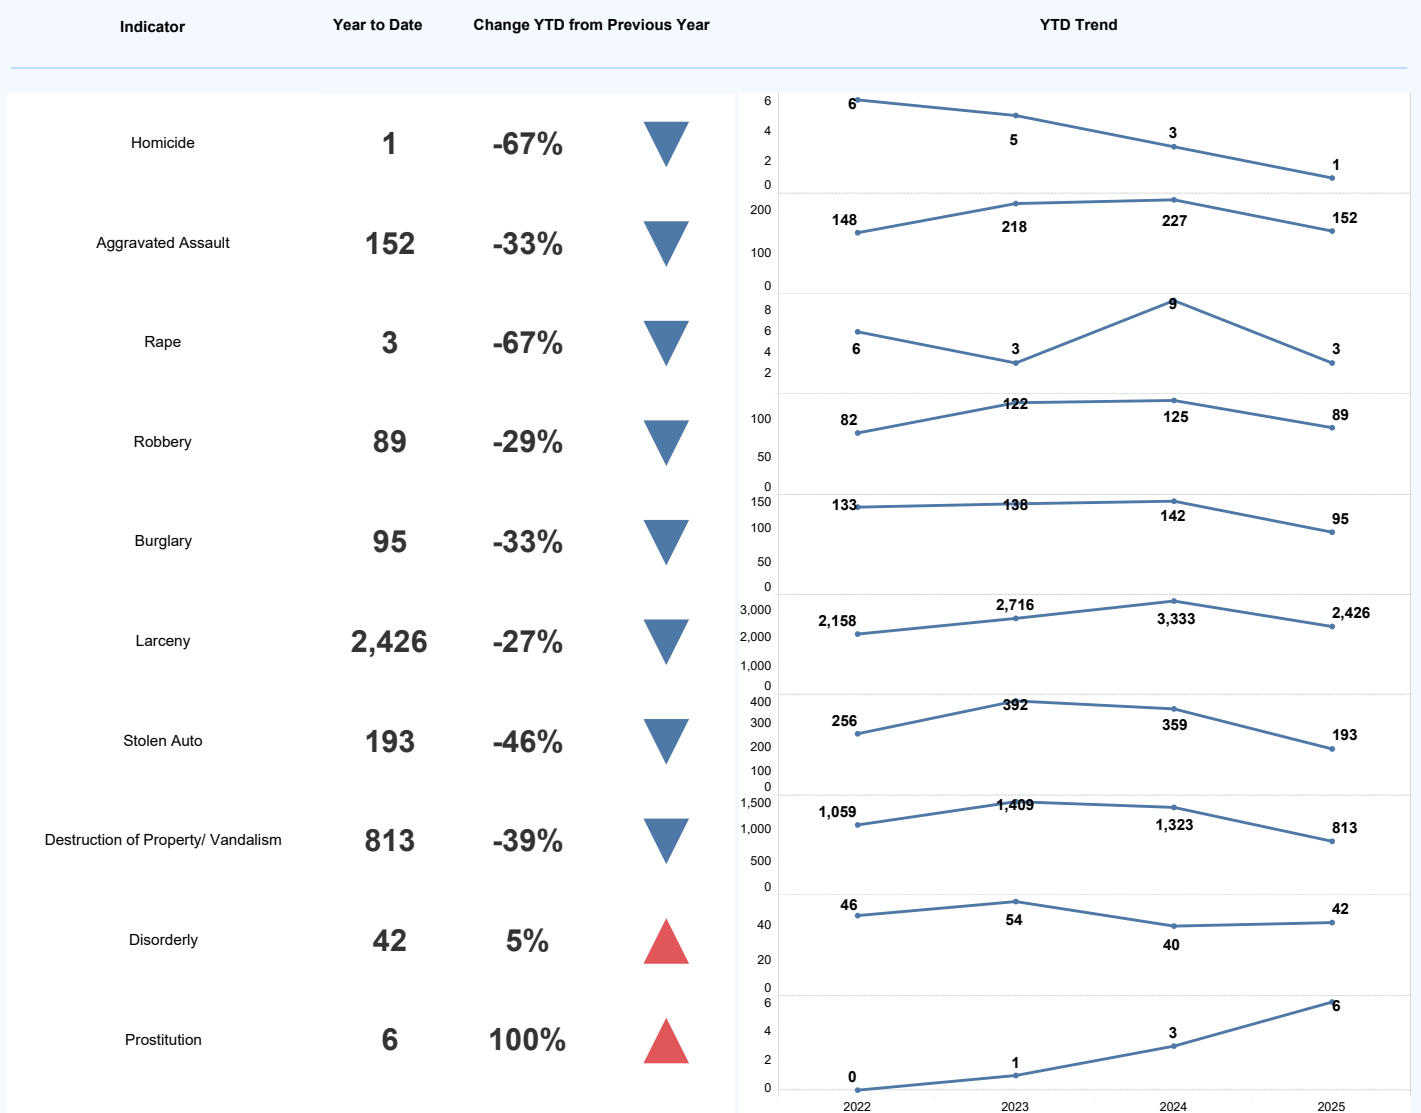 Indicator Year to Date Change YTD from Previous Year YTD Trend
Homicide 1 -67%
6
4
2
0
6 5 3 1
Aggravated Assault 152 -33%
200
100
0
148 218 227 152
Rape 3 -67%
8
6
4
2
6 3 9 3
Robbery 89 -29%
100
50
0
82 122 125 89
Burglary 95 -33%
150
100
50
0
133 138 142 95
Larceny 2,426 -27%
3,000
2,000
1,000
0
2,158 2,716 3,333 2,426
Stolen Auto 193 -46%
400
300
200
100
0
256 392 359 193
Destruction of Property/ Vandalism 813 -39%
1,500
1,000
500
0
1,059 1,409 1,323 813
Disorderly 42 5%
40
20
0
46 54 40 42
Prostitution 6 100%
6
4
2
0
0 1 3 6
2022 2023 2024 2025